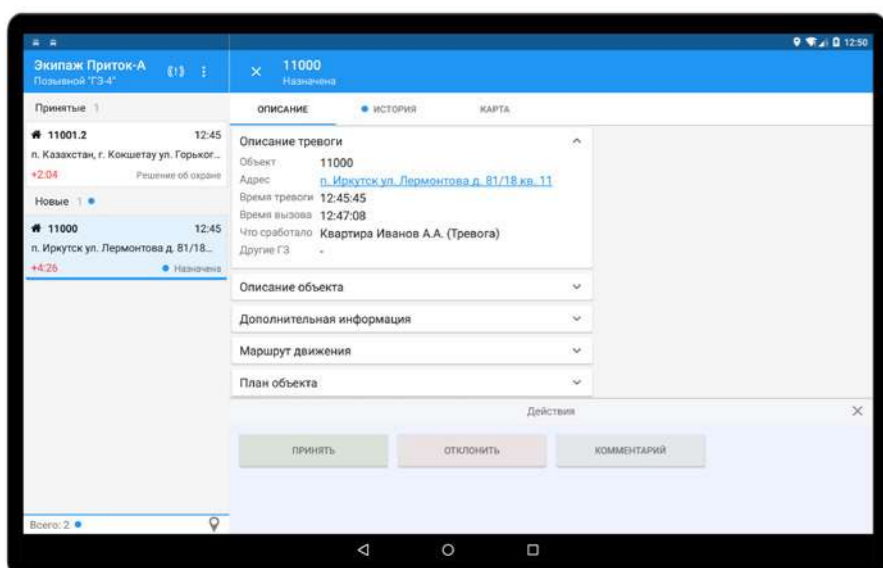 12:50
Экипаж Приток-А
Позывной "ГЗ-4"
Принятые 1
11001.2 12:45
п. Казахстан, г. Кокшетау ул. Горьког...
+2:04 Решение об охране
Новые 1
11000 12:45
п. Иркутск ул. Лермонтова д. 81/18...
+4:26 Назначена
Всего: 2
11000
Назначена
ОПИСАНИЕ ИСТОРИЯ КАРТА
Описание тревоги
Объект 11000
Адрес п. Иркутск ул. Лермонтова д. 81/18 кв. 11
Время тревоги 12:45:45
Время вызова 12:47:08
Что сработало Квартира Иванов А.А. (Тревога)
Другие ГЗ -
Описание объекта
Дополнительная информация
Маршрут движения
План объекта
Действия
ПРИНЯТЬ ОТКЛОНИТЬ КОММЕНТАРИЙ